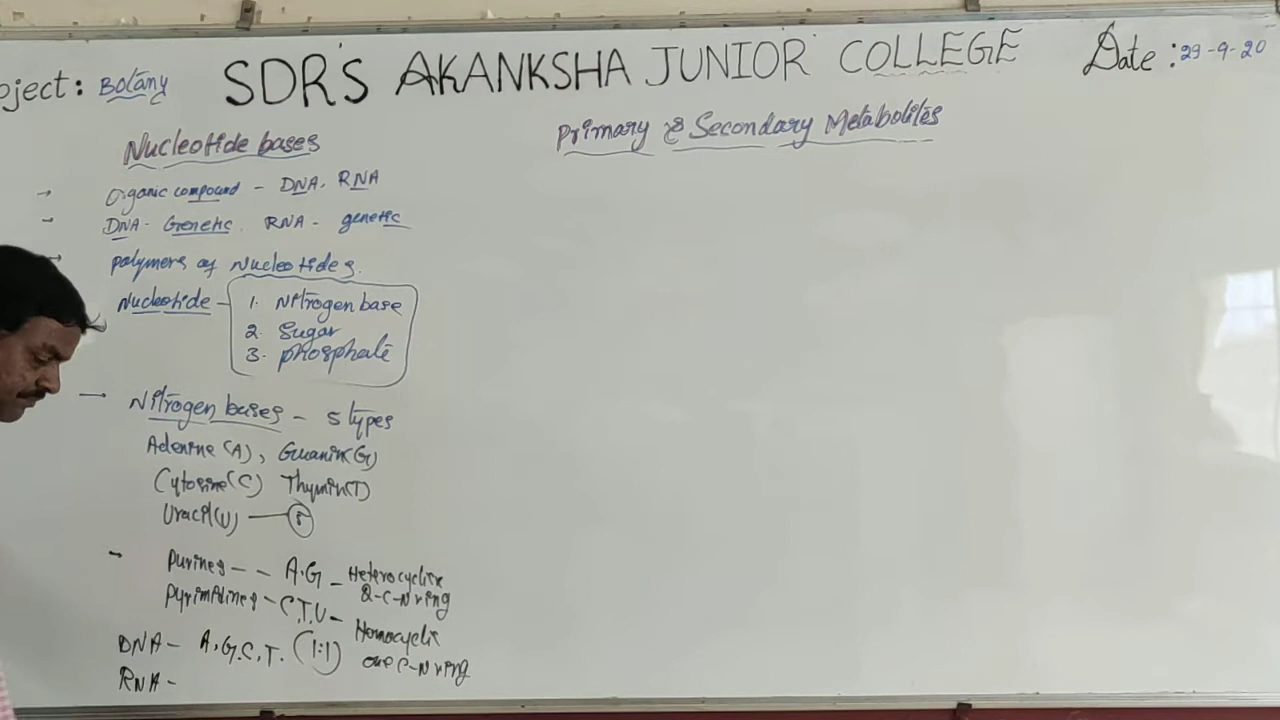 oject: Botany SDR'S AKANKSHA JUNIOR COLLEGE Date: 29-9-20
Nucleotide bases
→ Organic compound - DNA, RNA
- DNA - Genetic. RNA - genetic
→ polymers of Nucleotides.
Nucleotide - 1. Nitrogen base
2. Sugar
3. phosphate
- Nitrogen bases - 5 types
Adenine (A), Guanin(G)
Cytosine(C) Thymin(T)
Uracil(U) - 5
- Purines - - A.G - Heterocyclic
2-C-N ring
Pyrimidines - C.T.U - Homocyclic
one C-N ring
DNA - A.G.C.T. (1:1)
RNA -
Primary & Secondary Metabolites